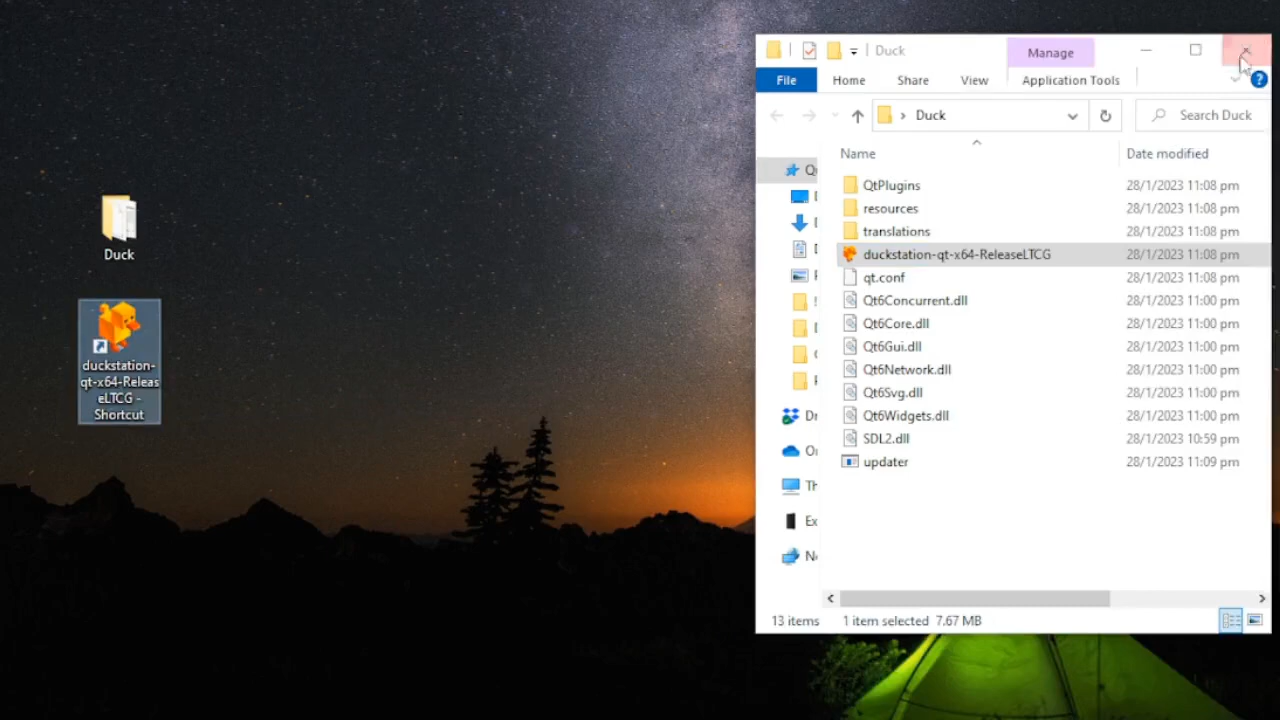 Duck
duckstation-
qt-x64-Releas
eLTCG -
Shortcut
Duck
Manage
File
Home
Share
View
Application Tools
Duck
Search Duck
Name
Date modified
QtPlugins 28/1/2023 11:08 pm
resources 28/1/2023 11:08 pm
translations 28/1/2023 11:08 pm
duckstation-qt-x64-ReleaseLTCG 28/1/2023 11:08 pm
qt.conf 28/1/2023 11:08 pm
Qt6Concurrent.dll 28/1/2023 11:00 pm
Qt6Core.dll 28/1/2023 11:00 pm
Qt6Gui.dll 28/1/2023 11:00 pm
Qt6Network.dll 28/1/2023 11:00 pm
Qt6Svg.dll 28/1/2023 11:00 pm
Qt6Widgets.dll 28/1/2023 11:00 pm
SDL2.dll 28/1/2023 10:59 pm
updater 28/1/2023 11:09 pm
13 items
1 item selected 7.67 MB